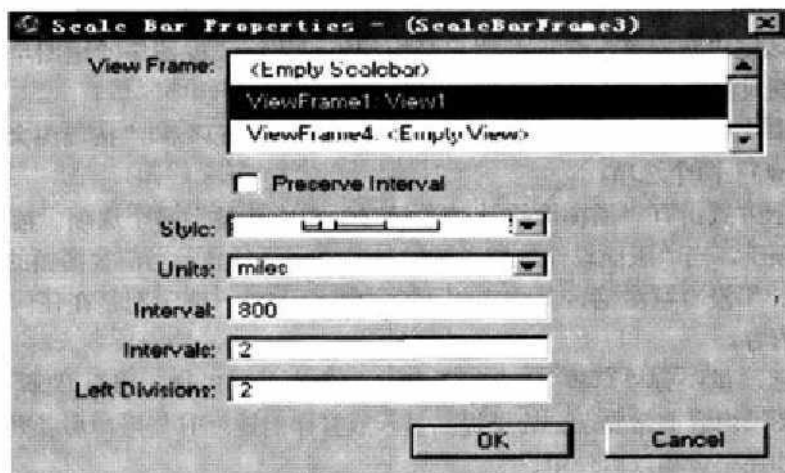 Scale Bar Properties - (ScaleBarFrame3)
View Frame:
<Empty Scalebar>
ViewFrame1: View1
ViewFrame4: <Empty View>
Preserve Interval
Style:
Units: miles
Interval: 800
Intervals: 2
Left Divisions: 2
OK Cancel